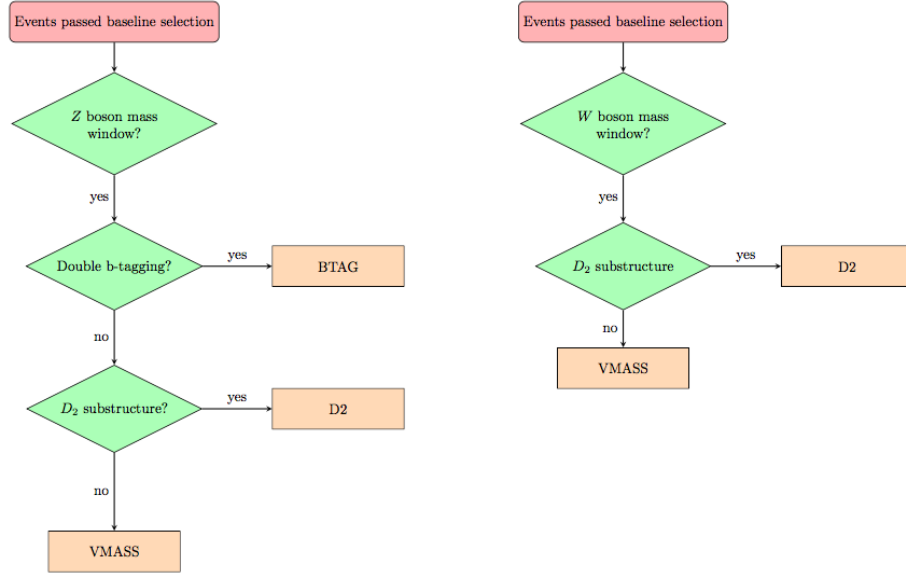 Events passed baseline selection
Z boson mass
window?
yes
Double b-tagging?
yes
BTAG
no
D₂ substructure?
yes
D2
no
VMASS
Events passed baseline selection
W boson mass
window?
yes
D₂ substructure
yes
D2
no
VMASS